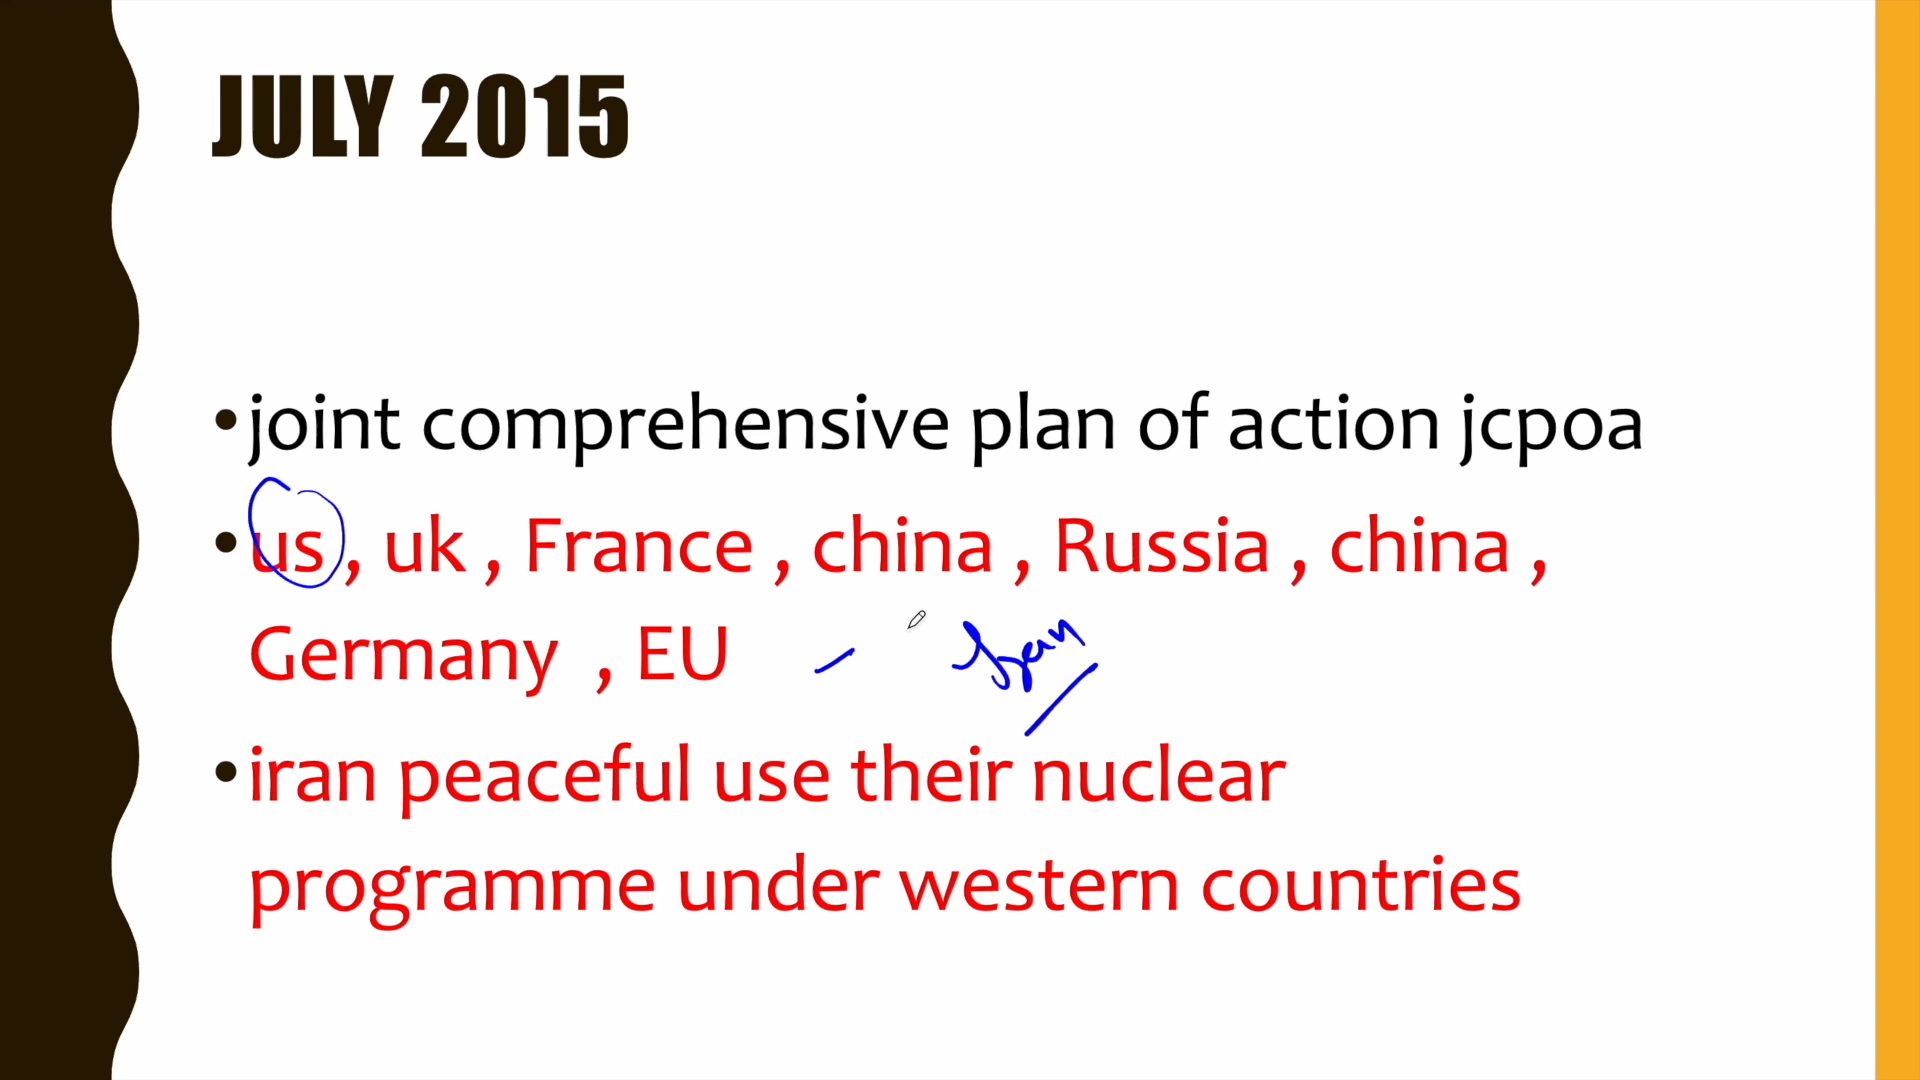 JULY 2015
•joint comprehensive plan of action jcpoa
•us , uk , France , china , Russia , china ,
Germany , EU - Iran
•iran peaceful use their nuclear
programme under western countries